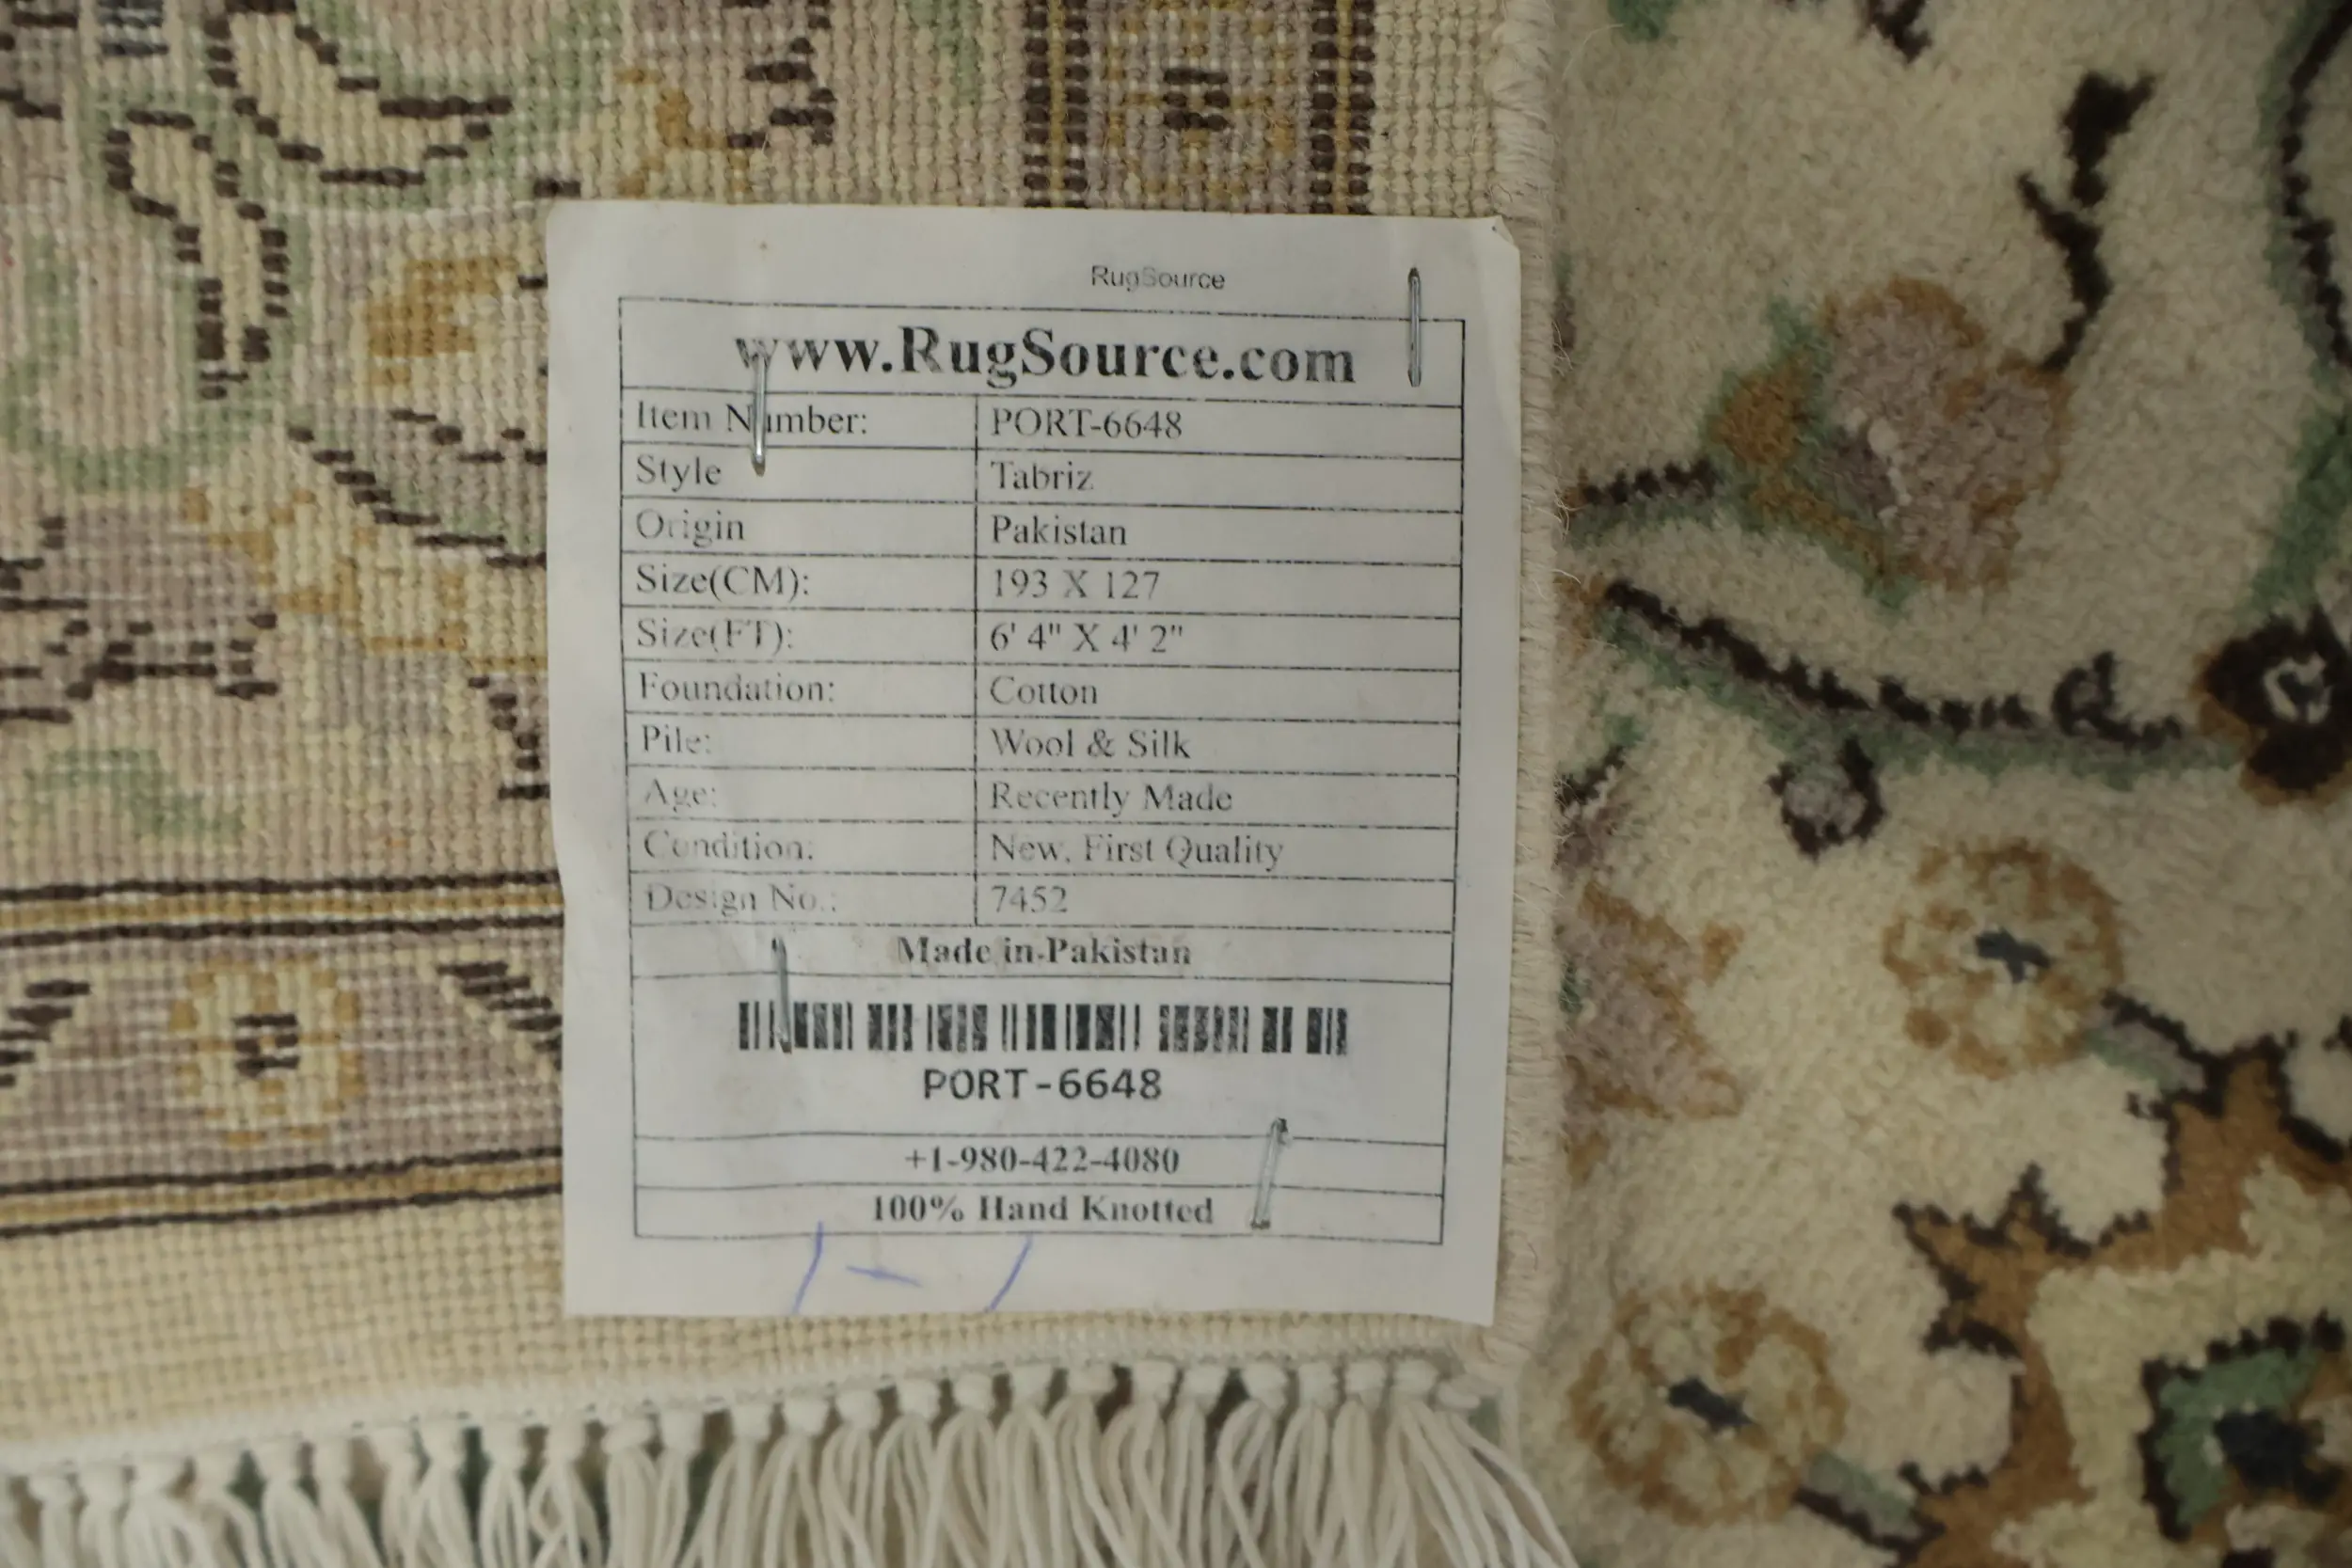 RugSource
www.RugSource.com
Item Number: PORT-6648
Style Tabriz
Origin Pakistan
Size(CM): 193 X 127
Size(FT): 6' 4" X 4' 2"
Foundation: Cotton
Pile: Wool & Silk
Age: Recently Made
Condition: New, First Quality
Design No.: 7452
Made in Pakistan
PORT-6648
+1-980-422-4080
100% Hand Knotted